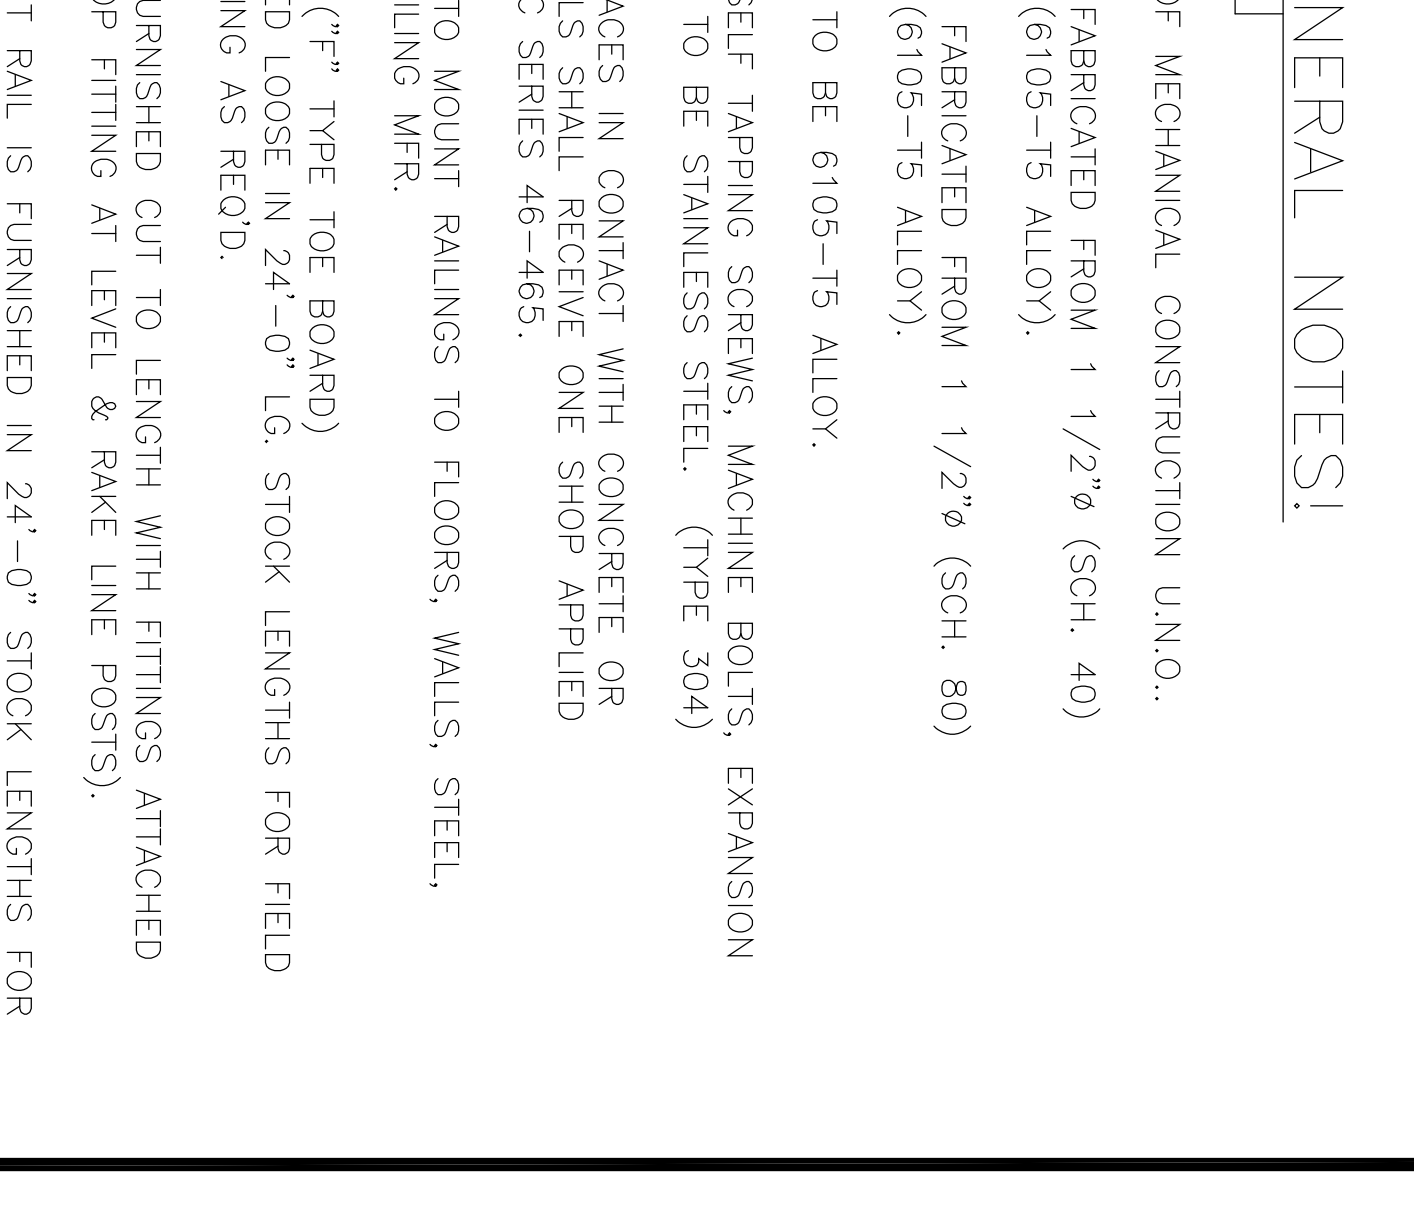 NERAL NOTES:
OF MECHANICAL CONSTRUCTION U.N.O..
FABRICATED FROM 1 1/2"ø (SCH. 40)
(6105-T5 ALLOY).
FABRICATED FROM 1 1/2"ø (SCH. 80)
(6105-T5 ALLOY).
TO BE 6105-T5 ALLOY.
SELF TAPPING SCREWS, MACHINE BOLTS, EXPANSION
TO BE STAINLESS STEEL. (TYPE 304)
ACES IN CONTACT WITH CONCRETE OR
LS SHALL RECEIVE ONE SHOP APPLIED
C SERIES 46-465.
TO MOUNT RAILINGS TO FLOORS, WALLS, STEEL,
ILING MFR.
("F" TYPE TOE BOARD)
ED LOOSE IN 24'-0" LG. STOCK LENGTHS FOR FIELD
ING AS REQ'D.
URNISHED CUT TO LENGTH WITH FITTINGS ATTACHED
OP FITTING AT LEVEL & RAKE LINE POSTS).
T RAIL IS FURNISHED IN 24'-0" STOCK LENGTHS FOR